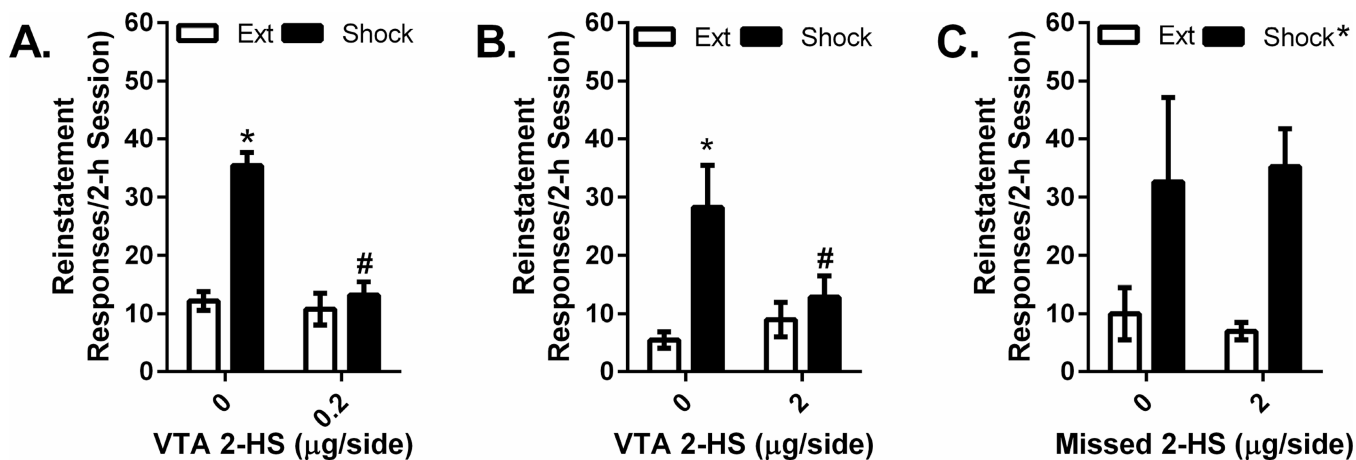 A.
Ext Shock
Reinstatement
Responses/2-h Session)
60
50
40
30
20
10
0
*
#
0 0.2
VTA 2-HS (µg/side)
B.
Ext Shock
Reinstatement
Responses/2-h Session)
60
50
40
30
20
10
0
*
#
0 2
VTA 2-HS (µg/side)
C.
Ext Shock*
Reinstatement
Responses/2-h Session)
60
50
40
30
20
10
0
0 2
Missed 2-HS (µg/side)